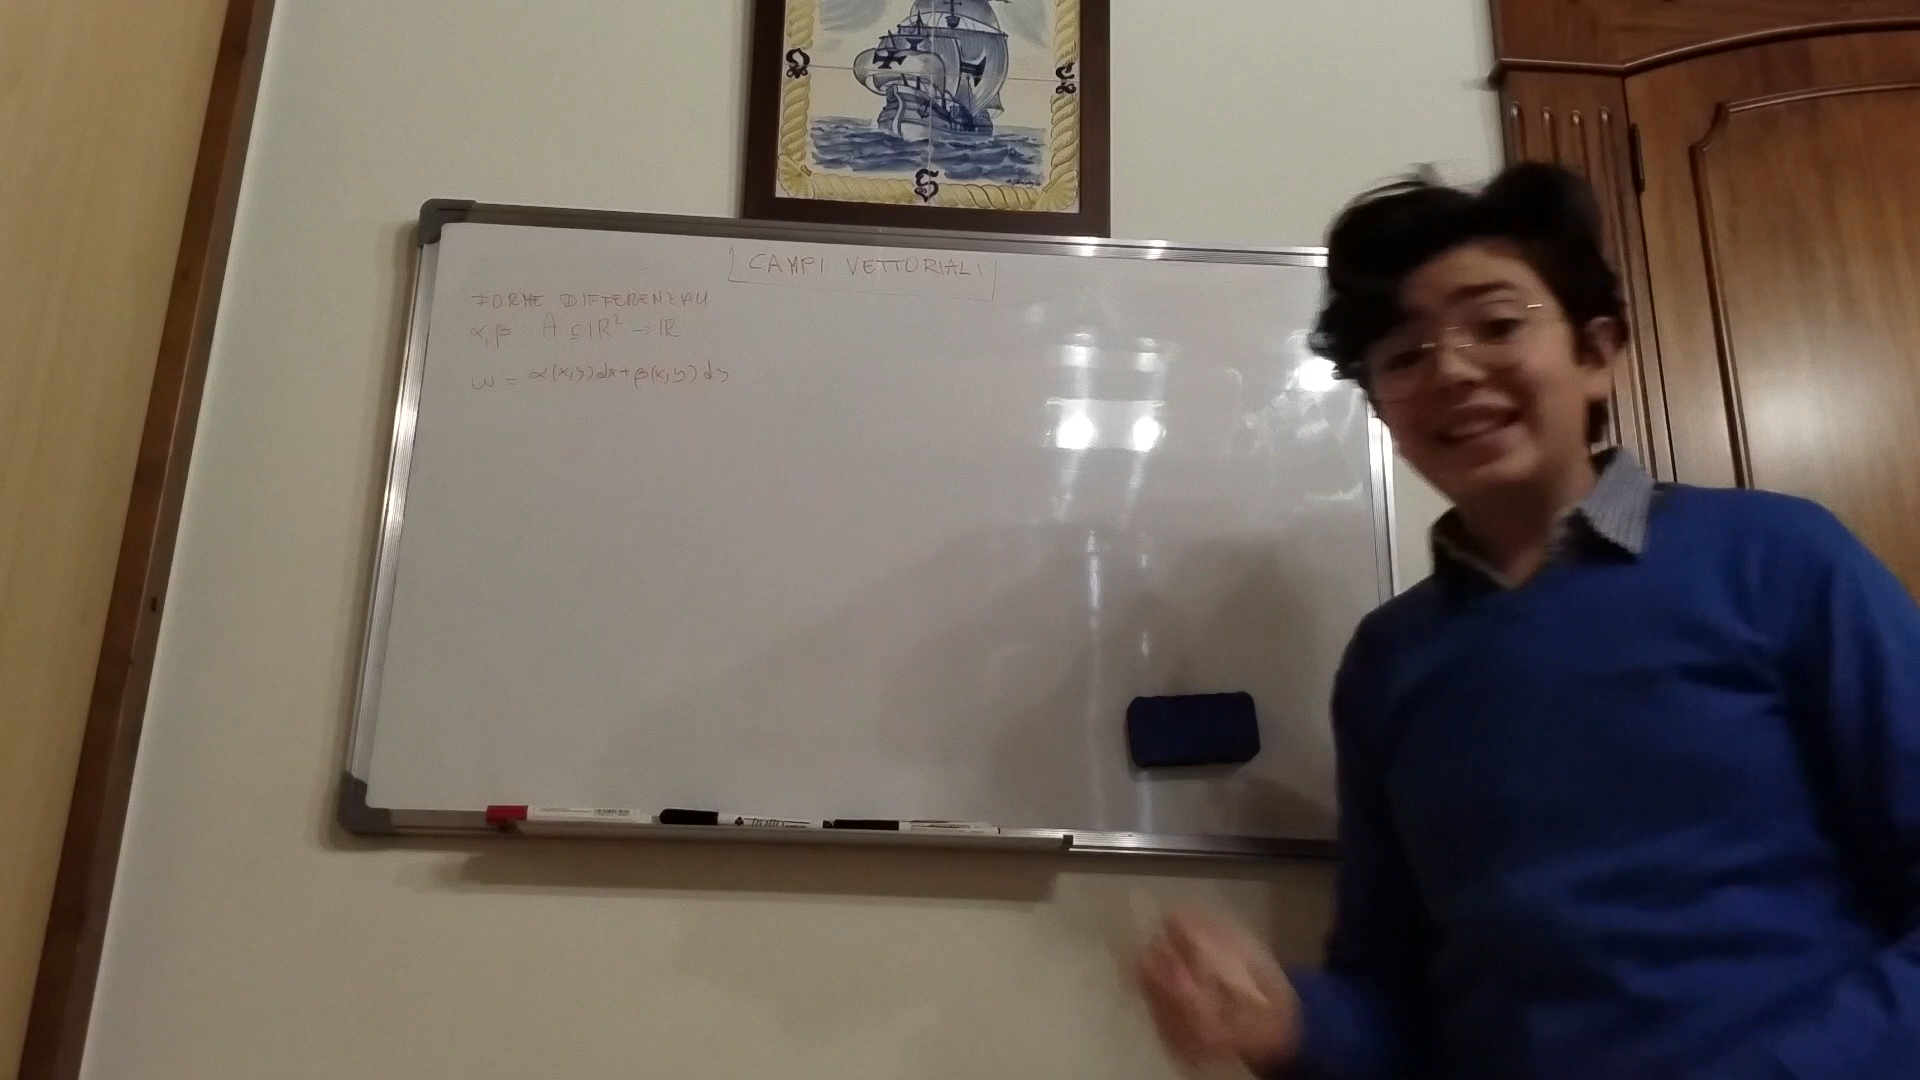 CAMPI VETTORIALI
FORME DIFFERENZIALI
α, β : A ⊆ ℝ² → ℝ
ω = α(x,y)dx + β(x,y)dy
S